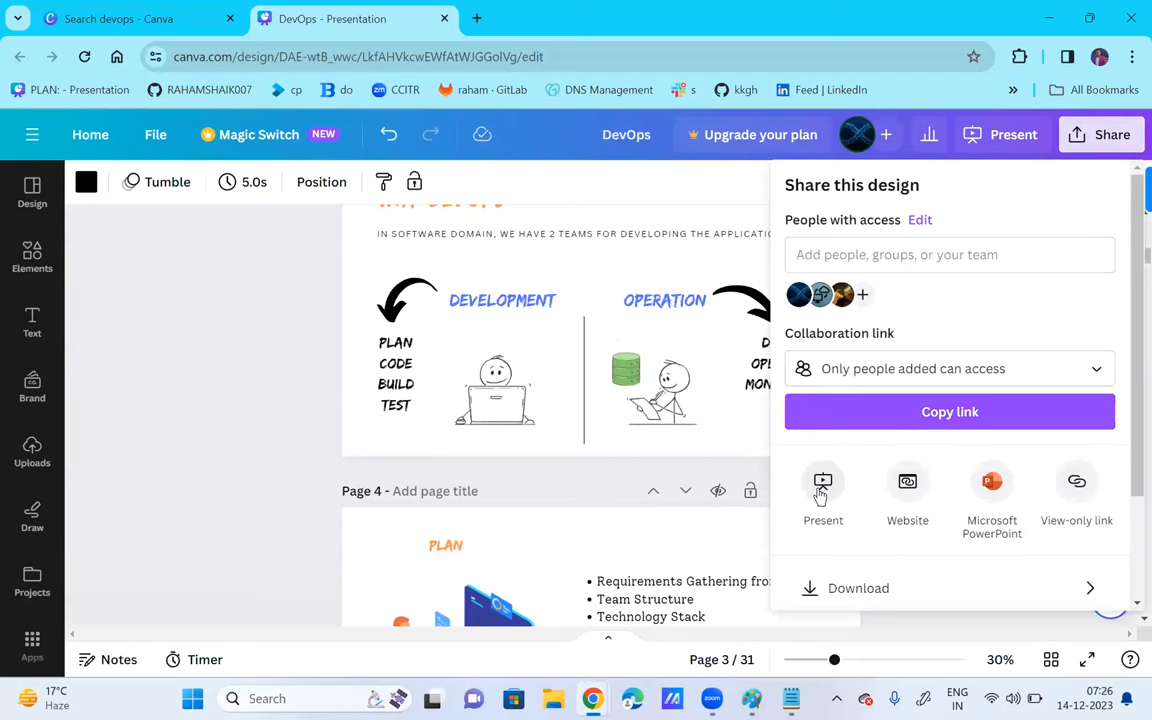 Search devops - Canva
DevOps - Presentation
canva.com/design/DAE-wtB_wwc/LkfAHVkcwEWfAtWJGGolVg/edit
PLAN: - Presentation
RAHAMSHAIK007
cp
do
zm
CCITR
raham · GitLab
DNS Management
s
kkgh
Feed | LinkedIn
»
All Bookmarks
Home
File
Magic Switch NEW
DevOps
Upgrade your plan
Present
Share
Design
Elements
Text
Brand
Uploads
Draw
Projects
Apps
Tumble
5.0s
Position
IN SOFTWARE DOMAIN, WE HAVE 2 TEAMS FOR DEVELOPING THE APPLICATIO
DEVELOPMENT
OPERATION
PLAN
CODE
BUILD
TEST
D
OPE
MON
Page 4 - Add page title
PLAN
• Requirements Gathering fro
• Team Structure
• Technology Stack
Share this design
People with access Edit
Add people, groups, or your team
Collaboration link
Only people added can access
Copy link
Present
Website
Microsoft
PowerPoint
View-only link
Download
Notes
Timer
Page 3 / 31
30%
17°C
Haze
Search
zoom
ENG
IN
07:26
14-12-2023